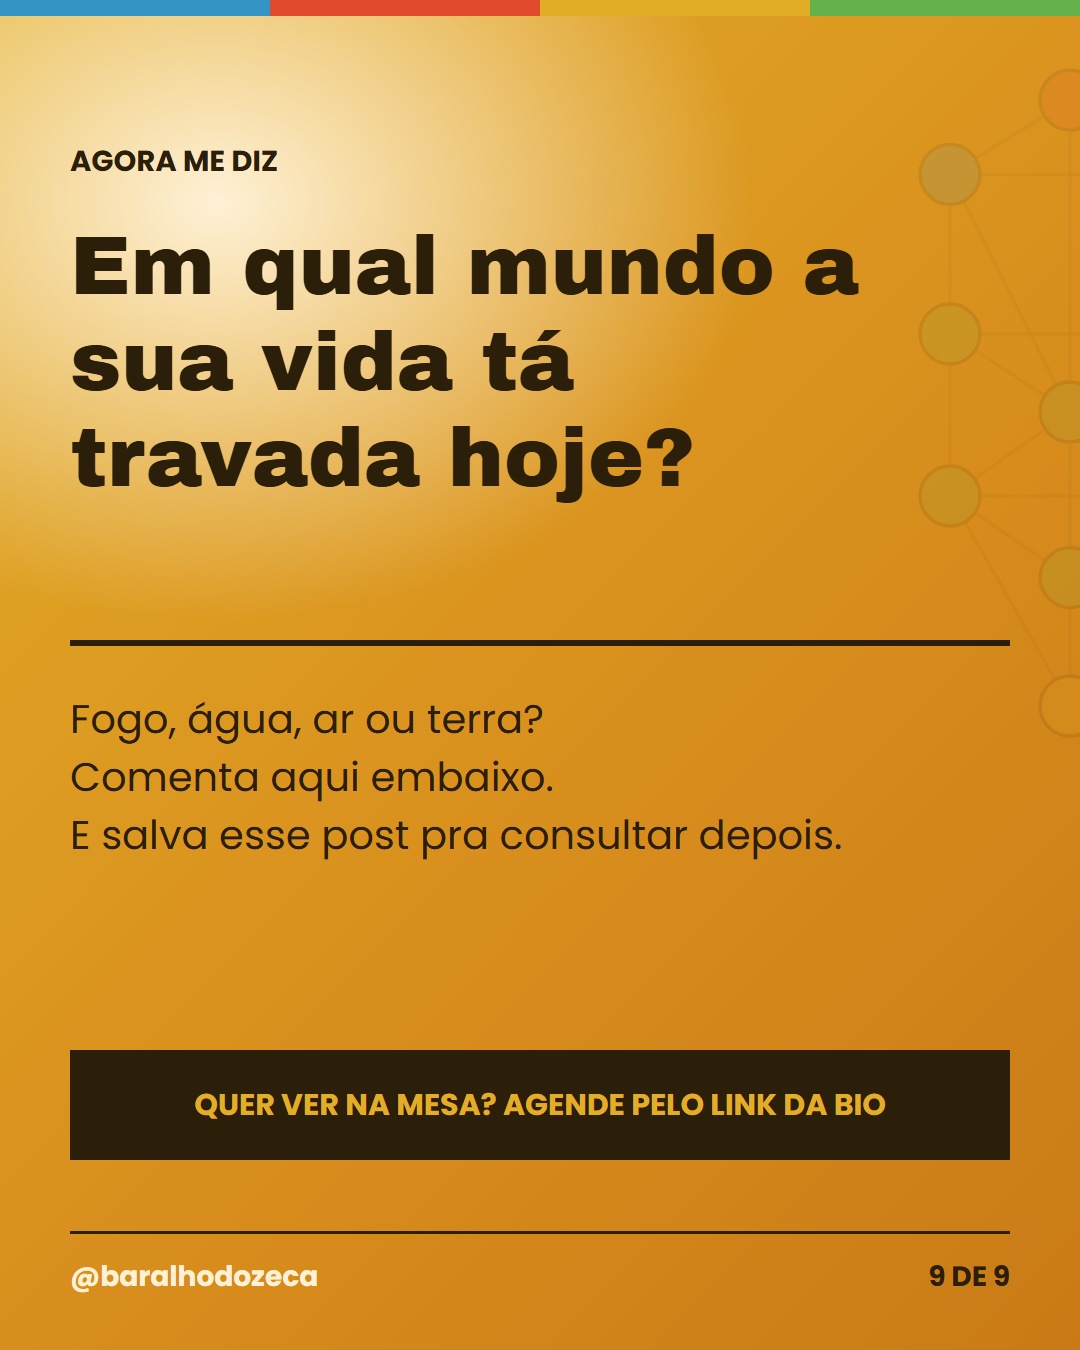 AGORA ME DIZ
Em qual mundo a
sua vida tá
travada hoje?
Fogo, água, ar ou terra?
Comenta aqui embaixo.
E salva esse post pra consultar depois.
QUER VER NA MESA? AGENDE PELO LINK DA BIO
@baralhodozeca
9 DE 9